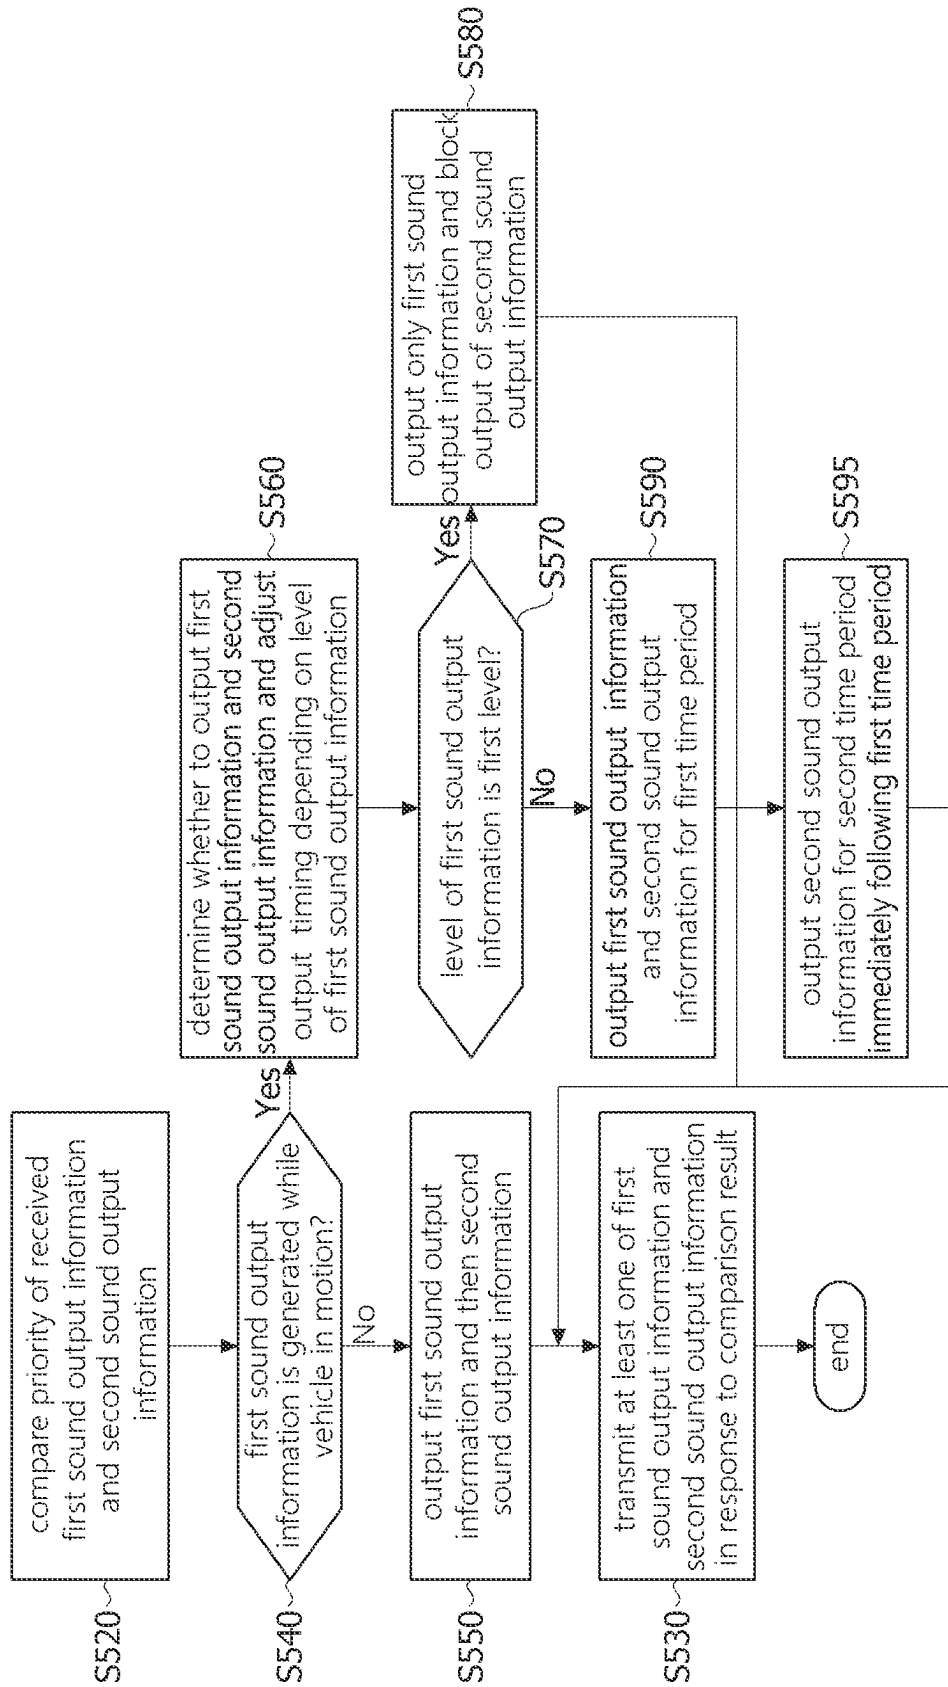 S520
compare priority of received
first sound output information
and second sound output
information
S540
first sound output
information is generated while
vehicle in motion?
Yes
No
S550
output first sound output
information and then second
sound output information
S530
transmit at least one of first
sound output information and
second sound output information
in response to comparison result
end
determine whether to output first
sound output information and second
sound output information and adjust
output timing depending on level
of first sound output information
S560
level of first sound output
information is first level?
S570
Yes
No
output only first sound
output information and block
output of second sound
output information
S580
output first sound output information
and second sound output
information for first time period
S590
output second sound output
information for second time period
immediately following first time period
S595